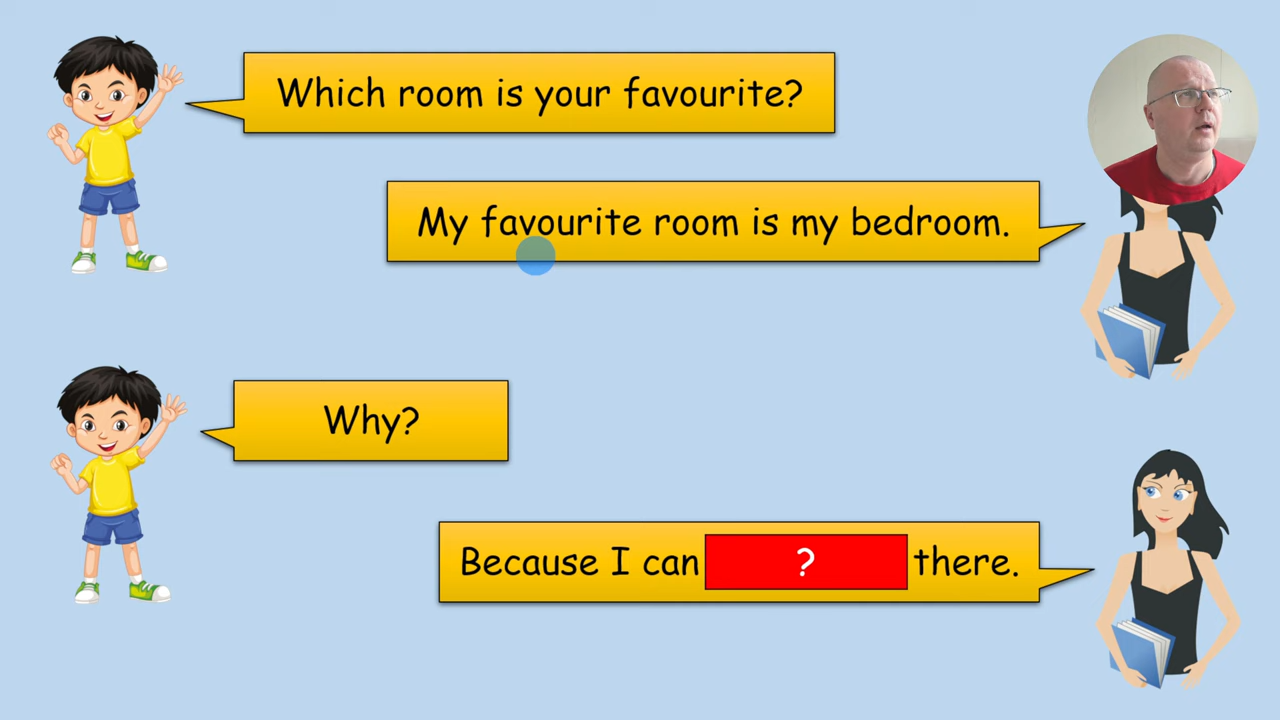 Which room is your favourite?
My favourite room is my bedroom.
Why?
Because I can ? there.